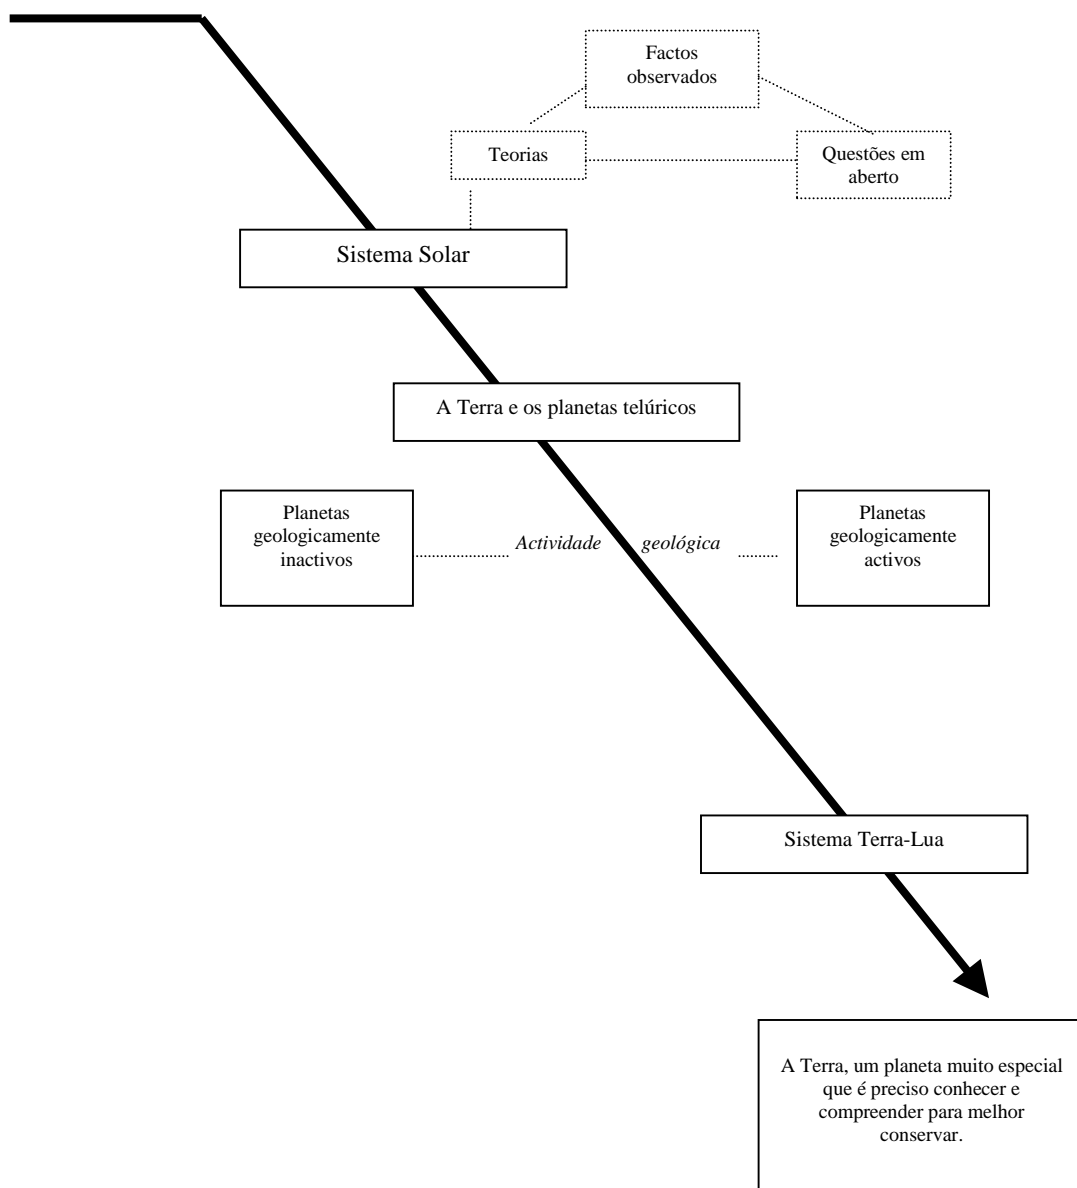 Factos
observados
Teorias
Questões em
aberto
Sistema Solar
A Terra e os planetas telúricos
Planetas
geologicamente
inactivos
Actividade geológica
Planetas
geologicamente
activos
Sistema Terra-Lua
A Terra, um planeta muito especial
que é preciso conhecer e
compreender para melhor
conservar.